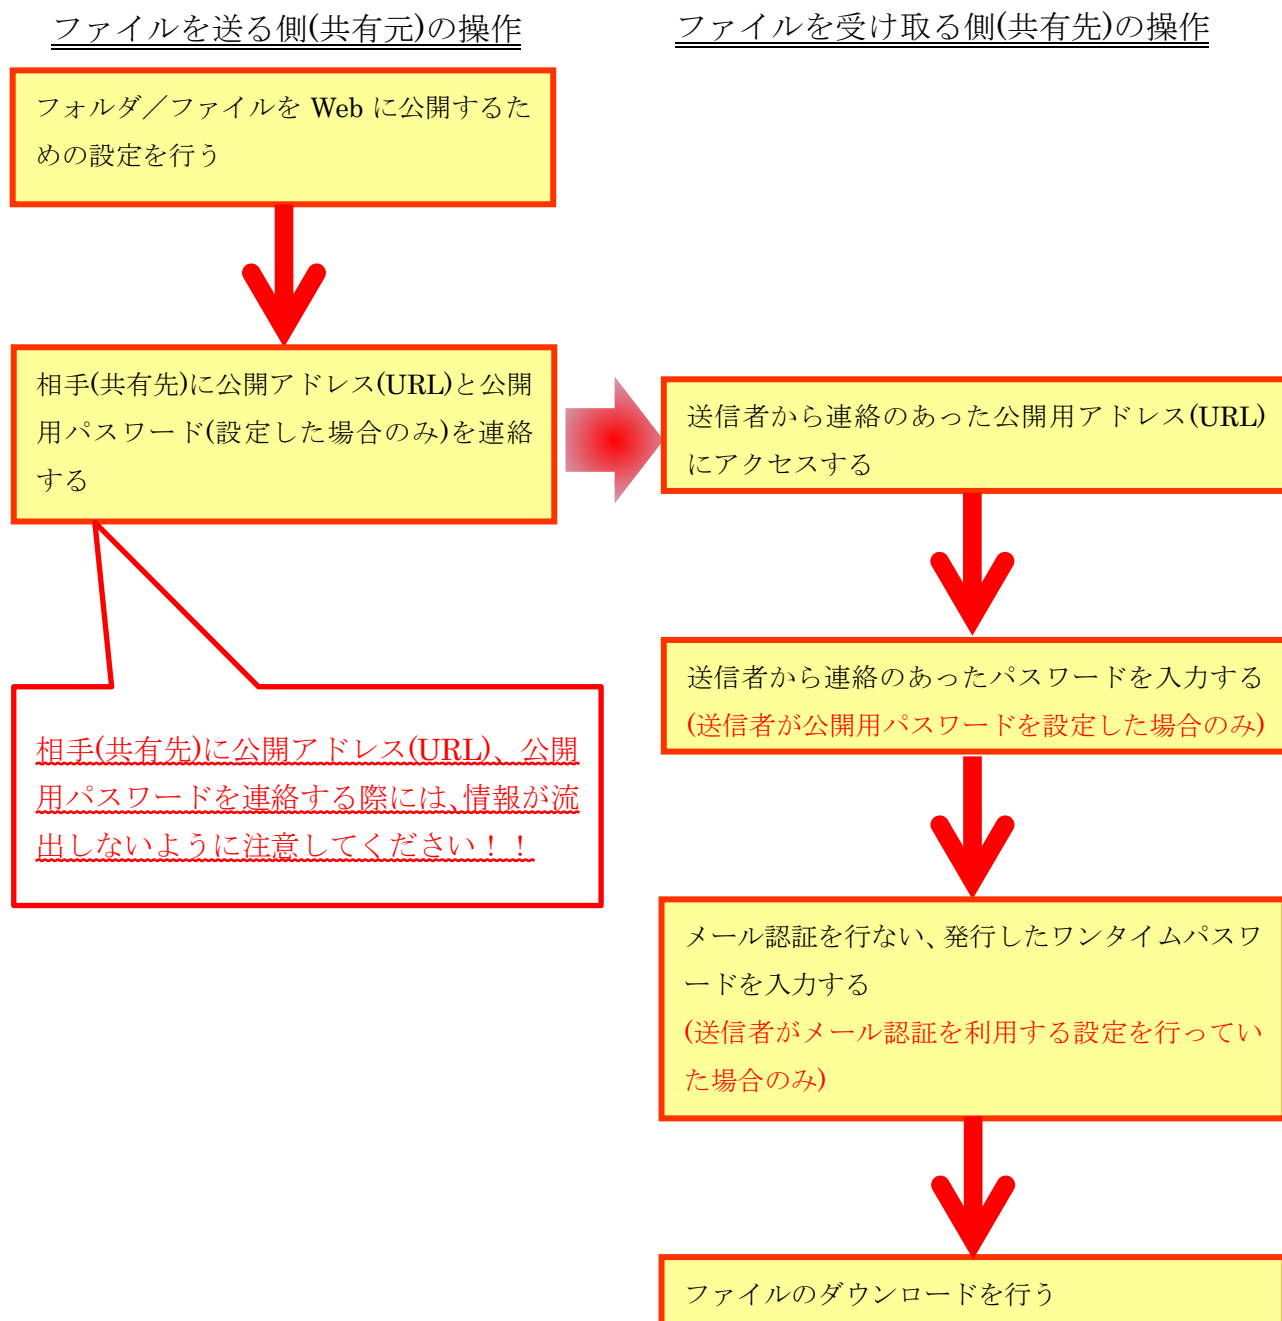 ファイルを送る側(共有元)の操作
フォルダ／ファイルを Web に公開するた
めの設定を行う
相手(共有先)に公開アドレス(URL)と公開
用パスワード(設定した場合のみ)を連絡
する
相手(共有先)に公開アドレス(URL)、公開
用パスワードを連絡する際には、情報が流
出しないように注意してください！！
ファイルを受け取る側(共有先)の操作
送信者から連絡のあった公開用アドレス(URL)
にアクセスする
送信者から連絡のあったパスワードを入力する
(送信者が公開用パスワードを設定した場合のみ)
メール認証を行ない、発行したワンタイムパスワ
ードを入力する
(送信者がメール認証を利用する設定を行ってい
た場合のみ)
ファイルのダウンロードを行う